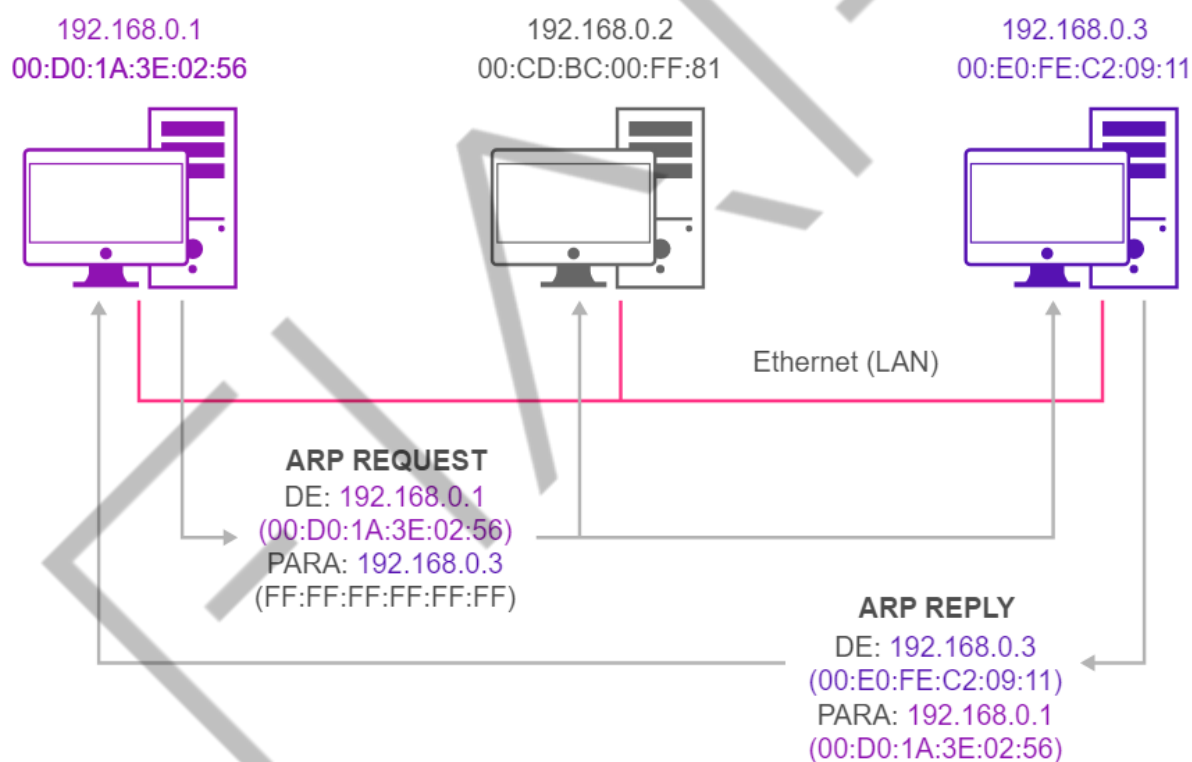 192.168.0.1
00:D0:1A:3E:02:56
192.168.0.2
00:CD:BC:00:FF:81
192.168.0.3
00:E0:FE:C2:09:11
Ethernet (LAN)
ARP REQUEST
DE: 192.168.0.1
(00:D0:1A:3E:02:56)
PARA: 192.168.0.3
(FF:FF:FF:FF:FF:FF)
ARP REPLY
DE: 192.168.0.3
(00:E0:FE:C2:09:11)
PARA: 192.168.0.1
(00:D0:1A:3E:02:56)